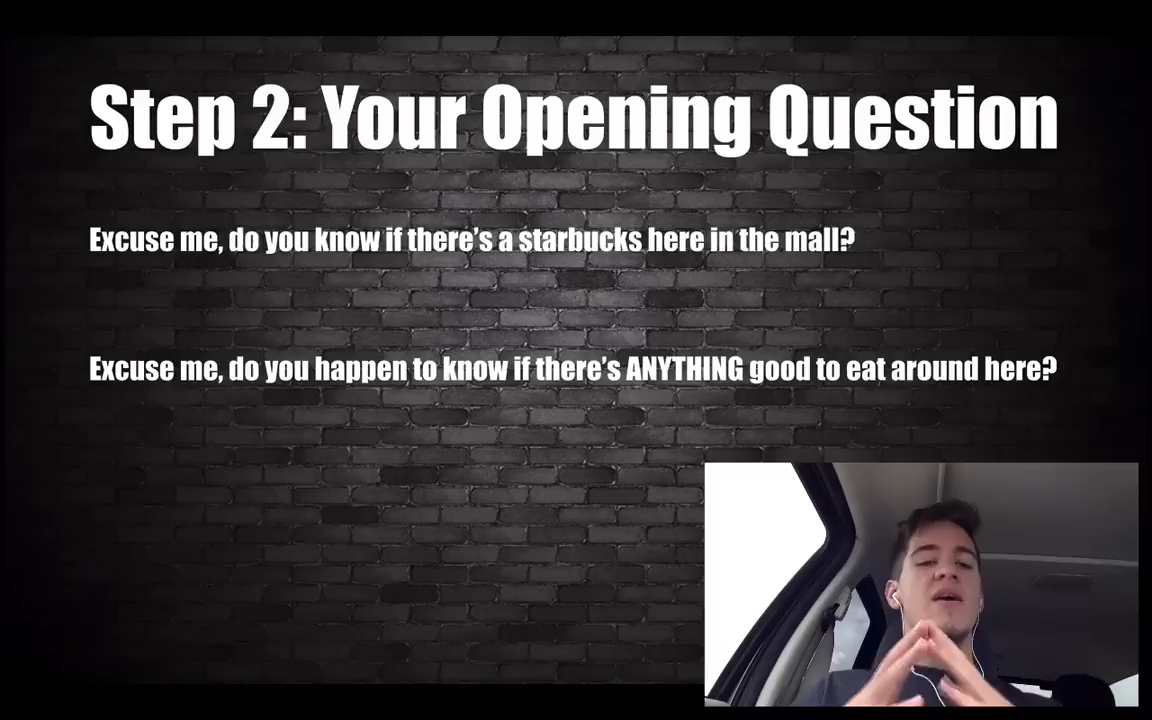 Step 2: Your Opening Question
Excuse me, do you know if there’s a starbucks here in the mall?
Excuse me, do you happen to know if there’s ANYTHING good to eat around here?